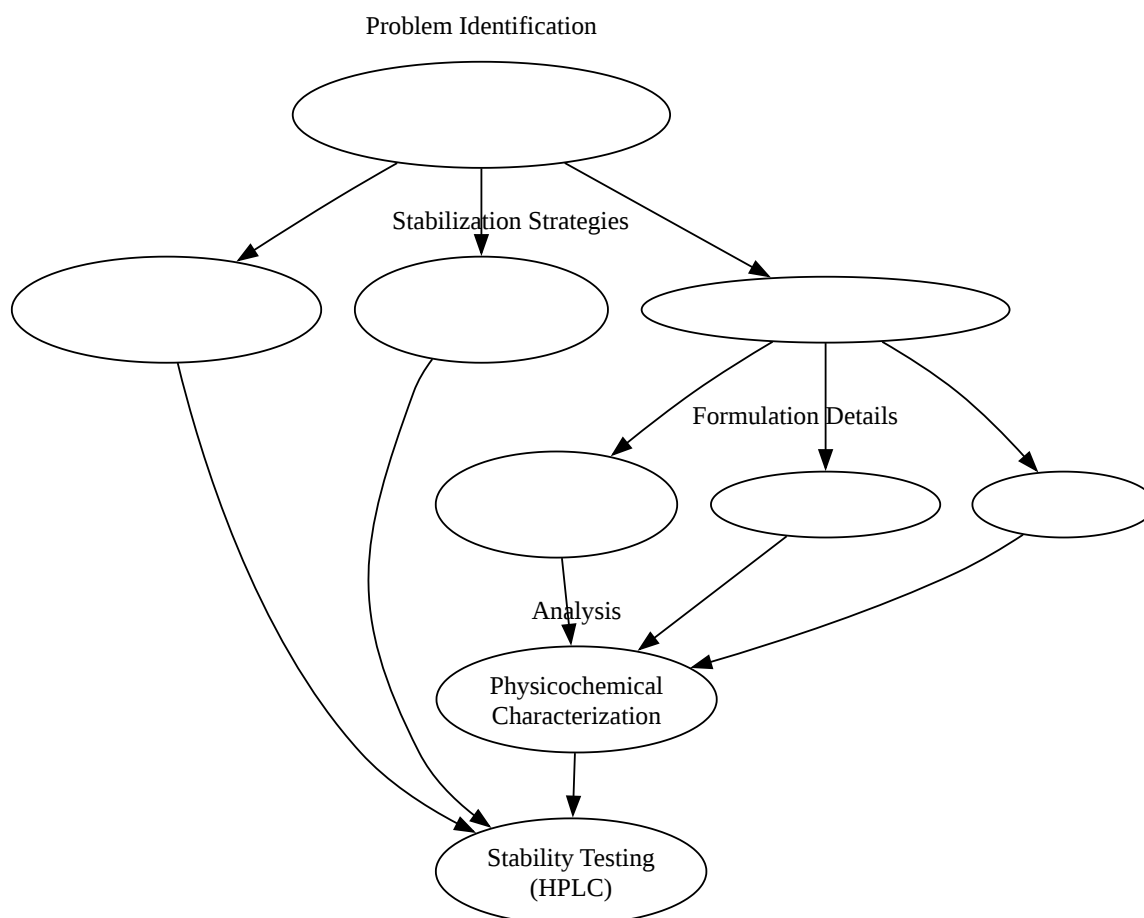 Problem Identification
Stabilization Strategies
Formulation Details
Analysis
Physicochemical
Characterization
Stability Testing
(HPLC)